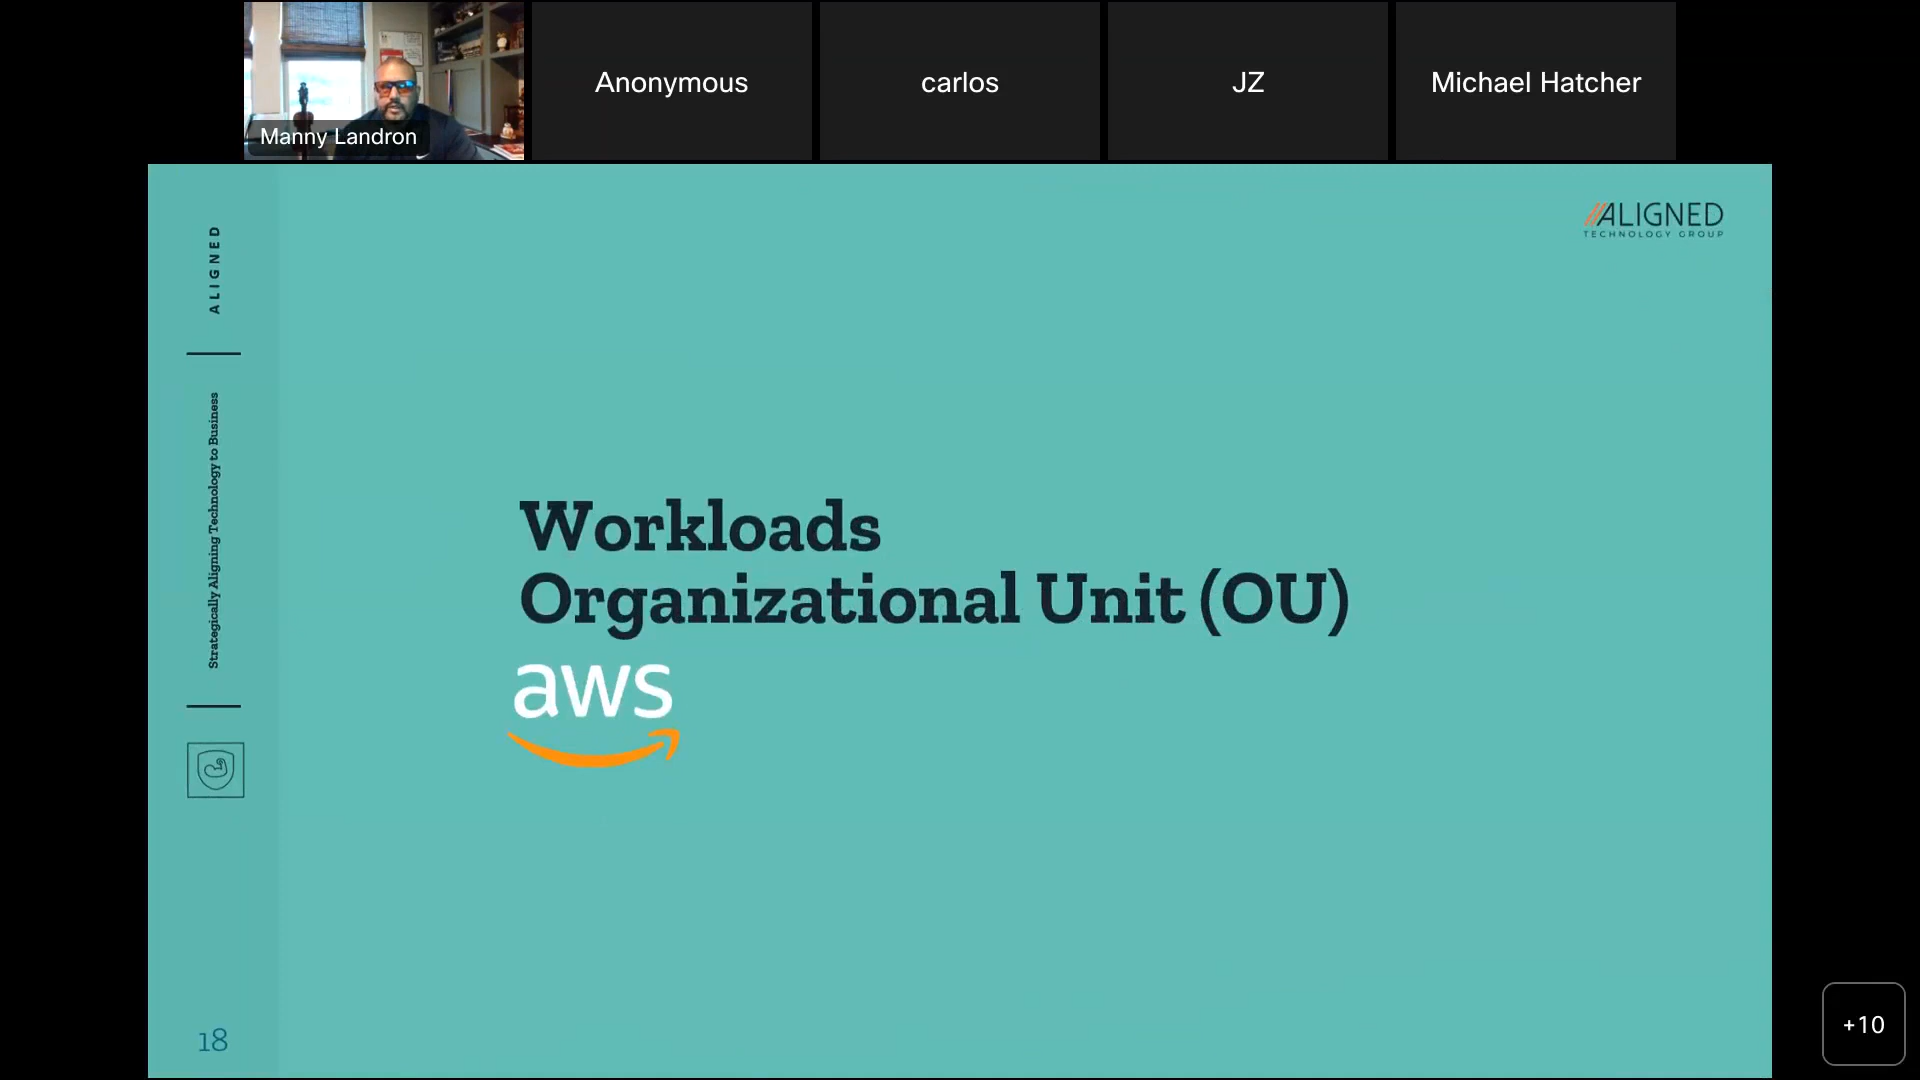 Manny Landron
Anonymous
carlos
JZ
Michael Hatcher
ALIGNED
TECHNOLOGY GROUP
ALIGNED
Strategically Aligning Technology to Business
Workloads
Organizational Unit (OU)
aws
18
+10